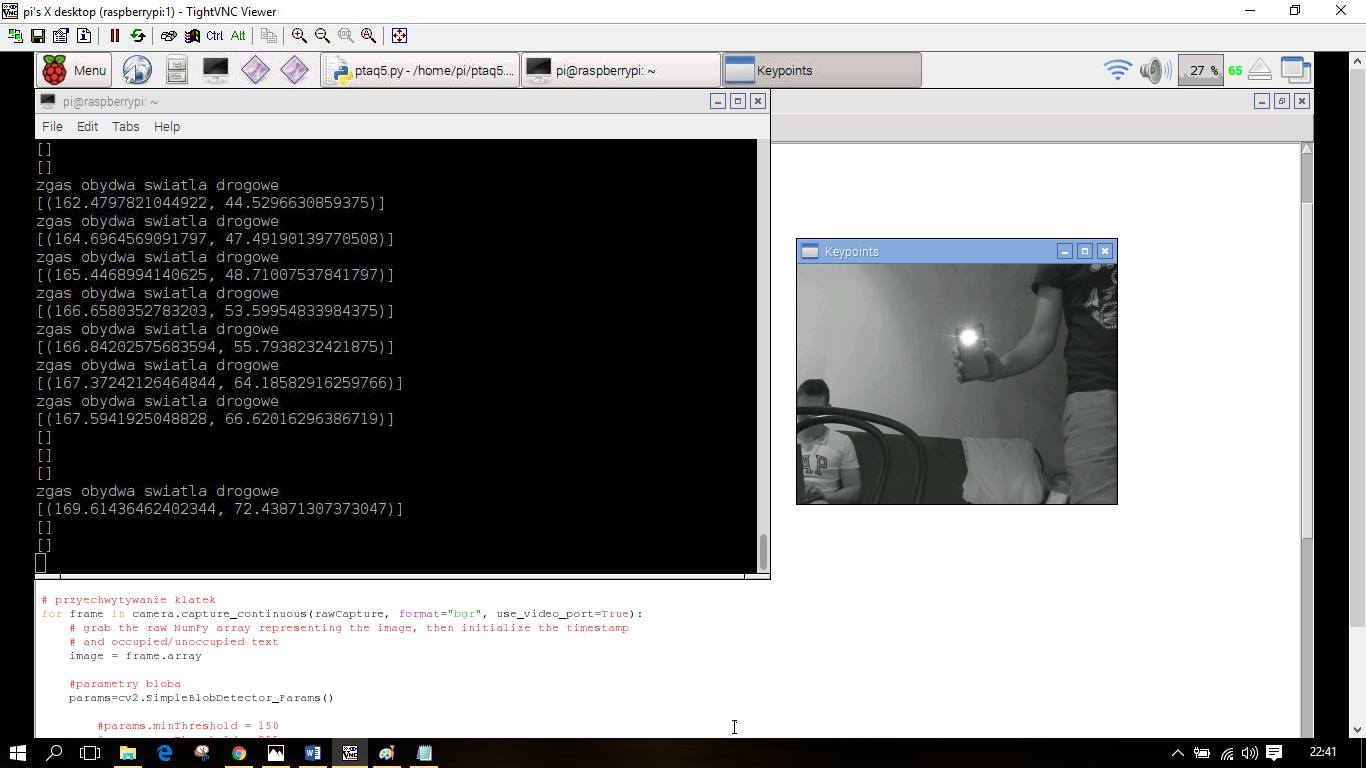 pi's X desktop (raspberrypi:1) - TightVNC Viewer
Ctrl Alt
Menu
ptaq5.py - /home/pi/ptaq5....
pi@raspberrypi: ~
Keypoints
27 %
65
pi@raspberrypi: ~
File Edit Tabs Help
[]
[]
zgas obydwa swiatla drogowe
[(162.4797821044922, 44.5296630859375)]
zgas obydwa swiatla drogowe
[(164.6964569091797, 47.49190139770508)]
zgas obydwa swiatla drogowe
[(165.4468994140625, 48.71007537841797)]
zgas obydwa swiatla drogowe
[(166.6580352783203, 53.59954833984375)]
zgas obydwa swiatla drogowe
[(166.84202575683594, 55.7938232421875)]
zgas obydwa swiatla drogowe
[(167.37242126464844, 64.18582916259766)]
zgas obydwa swiatla drogowe
[(167.5941925048828, 66.62016296386719)]
[]
[]
[]
zgas obydwa swiatla drogowe
[(169.61436462402344, 72.43871307373047)]
[]
[]
Keypoints
AP
# przyechwytywanie klatek
for frame in camera.capture_continuous(rawCapture, format="bgr", use_video_port=True):
# grab the raw NumPy array representing the image, then initialize the timestamp
# and occupied/unoccupied text
image = frame.array
#parametry bloba
params=cv2.SimpleBlobDetector_Params()
#params.minThreshold = 150
22:41